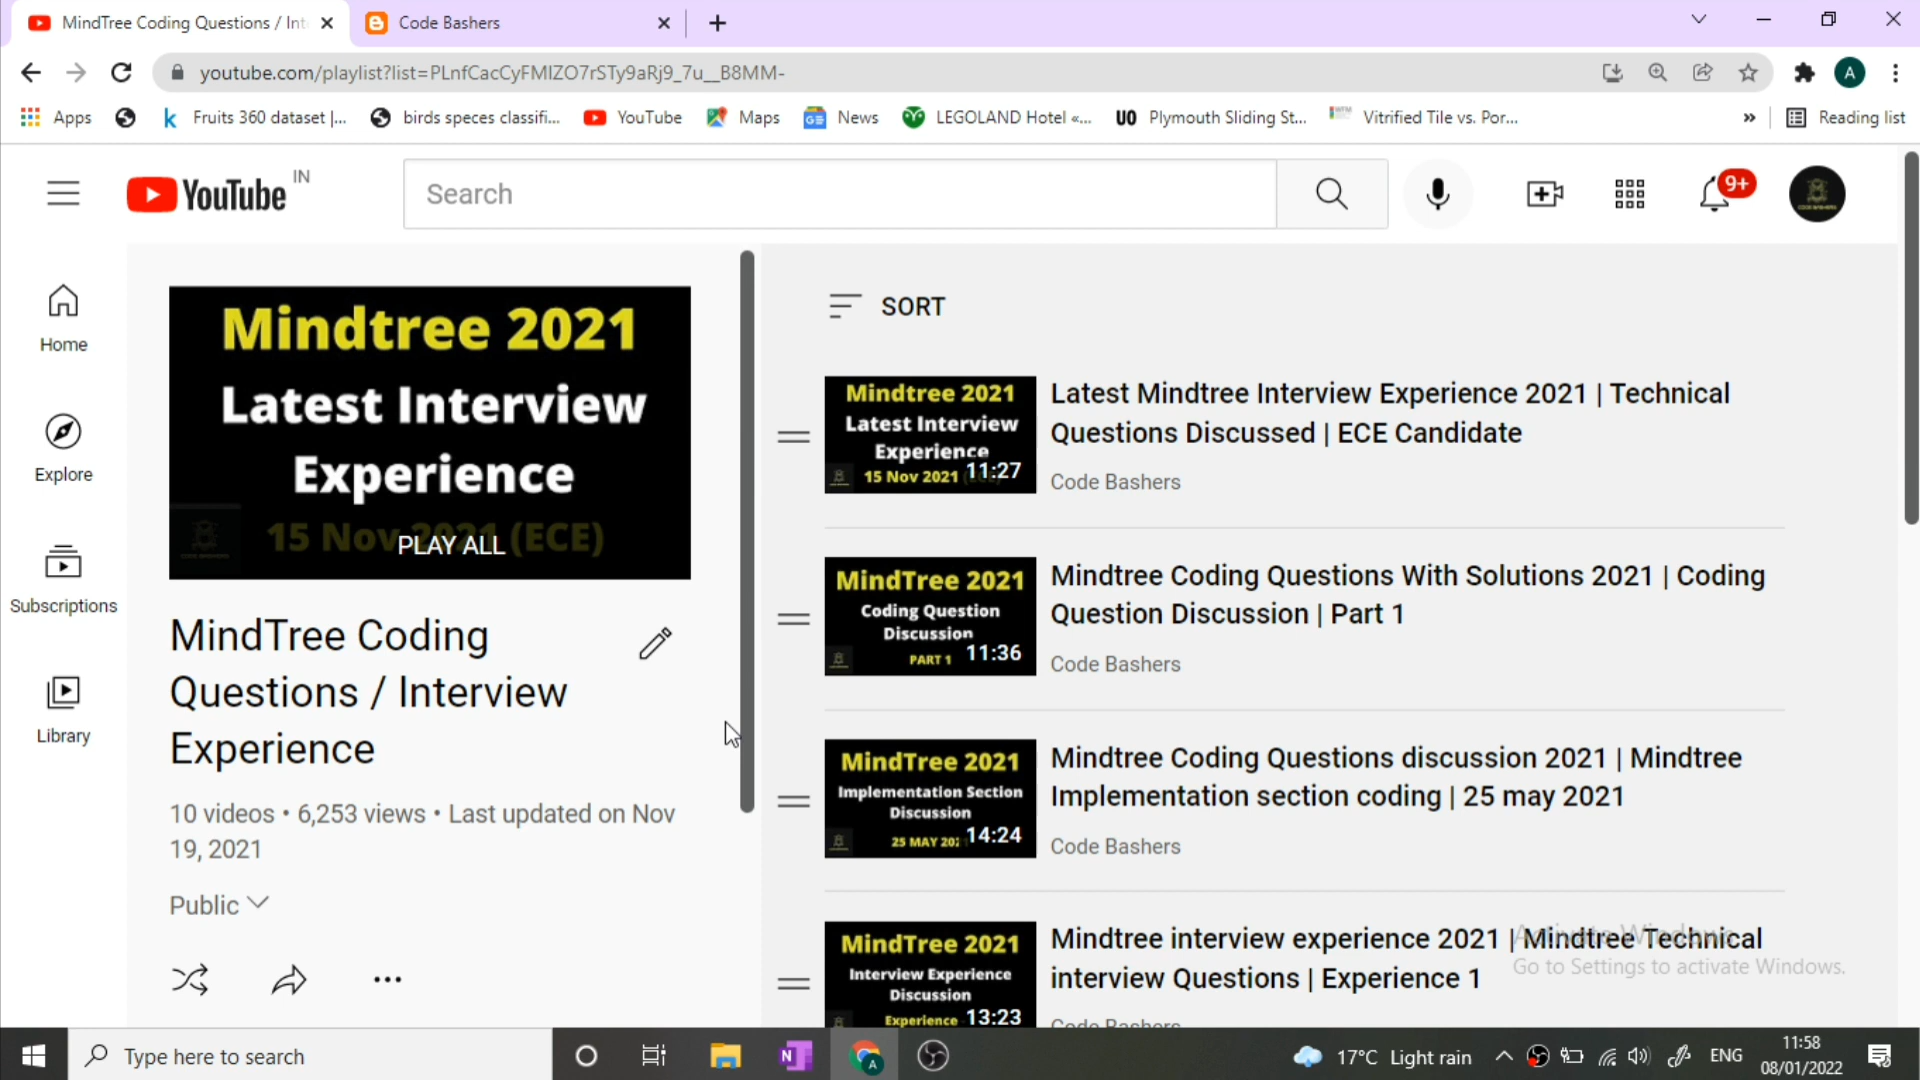 MindTree Coding Questions / Int
Code Bashers
youtube.com/playlist?list=PLnfCacCyFMIZO7rSTy9aRj9_7u__B8MM-
A
Apps
Fruits 360 dataset |...
birds speces classifi...
YouTube
Maps
News
LEGOLAND Hotel «...
UO Plymouth Sliding St...
Vitrified Tile vs. Por...
»
Reading list
YouTube IN
Search
9+
Home
Explore
Subscriptions
Library
Mindtree 2021
Latest Interview
Experience
15 Nov 2021 (ECE)
PLAY ALL
MindTree Coding
Questions / Interview
Experience
10 videos • 6,253 views • Last updated on Nov
19, 2021
Public
SORT
Mindtree 2021
Latest Interview
Experience
15 Nov 2021
11:27
Latest Mindtree Interview Experience 2021 | Technical
Questions Discussed | ECE Candidate
Code Bashers
MindTree 2021
Coding Question
Discussion
PART 1
11:36
Mindtree Coding Questions With Solutions 2021 | Coding
Question Discussion | Part 1
Code Bashers
MindTree 2021
Implementation Section
Discussion
25 MAY 202
14:24
Mindtree Coding Questions discussion 2021 | Mindtree
Implementation section coding | 25 may 2021
Code Bashers
MindTree 2021
Interview Experience
Discussion
Experience
13:23
Mindtree interview experience 2021 | Mindtree Technical
interview Questions | Experience 1
Code Bashers
Activate Windows
Go to Settings to activate Windows.
Type here to search
17°C Light rain
ENG
11:58
08/01/2022